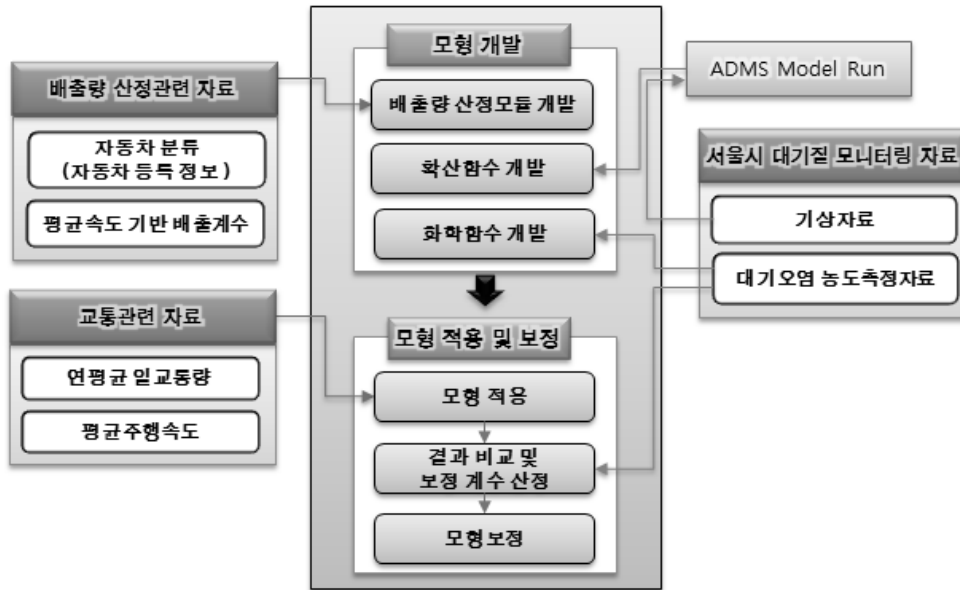 모형 개발
배출량 산정모듈 개발
확산함수 개발
화학함수 개발
배출량 산정관련 자료
자동차 분류
(자동차 등록 정보)
평균속도 기반 배출계수
ADMS Model Run
서울시 대기질 모니터링 자료
기상자료
대기오염 농도측정자료
교통관련 자료
연평균 일교통량
평균주행속도
모형 적용 및 보정
모형 적용
결과 비교 및
보정 계수 산정
모형보정